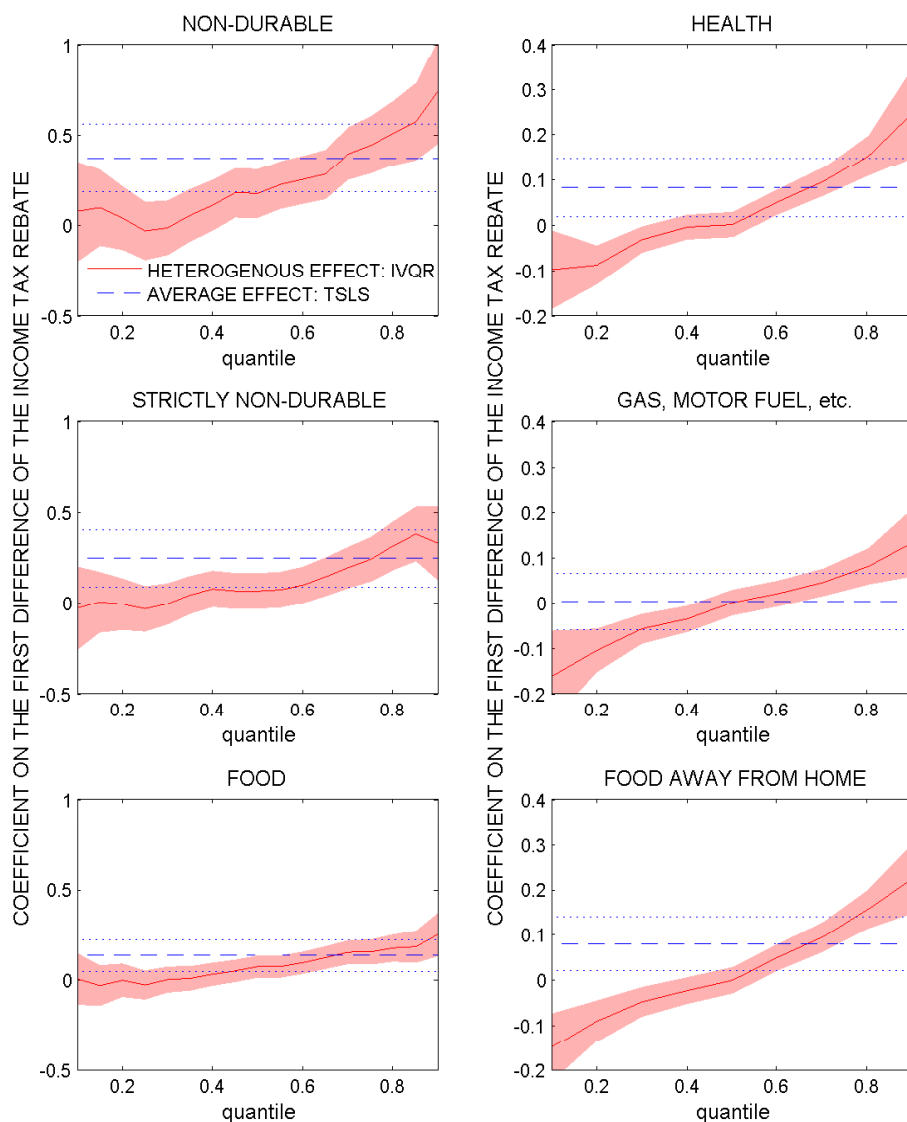 NON-DURABLE
1
0.5
0
-0.5
HETEROGENOUS EFFECT: IVQR
AVERAGE EFFECT: TSLS
0.2 0.4 0.6 0.8
quantile
HEALTH
0.4
0.3
0.2
0.1
0
-0.1
-0.2
0.2 0.4 0.6 0.8
quantile
STRICTLY NON-DURABLE
1
0.5
0
-0.5
0.2 0.4 0.6 0.8
quantile
GAS, MOTOR FUEL, etc.
0.4
0.3
0.2
0.1
0
-0.1
-0.2
0.2 0.4 0.6 0.8
quantile
FOOD
1
0.5
0
-0.5
0.2 0.4 0.6 0.8
quantile
FOOD AWAY FROM HOME
0.4
0.3
0.2
0.1
0
-0.1
-0.2
0.2 0.4 0.6 0.8
quantile
COEFFICIENT ON THE FIRST DIFFERENCE OF THE INCOME TAX REBATE
COEFFICIENT ON THE FIRST DIFFERENCE OF THE INCOME TAX REBATE